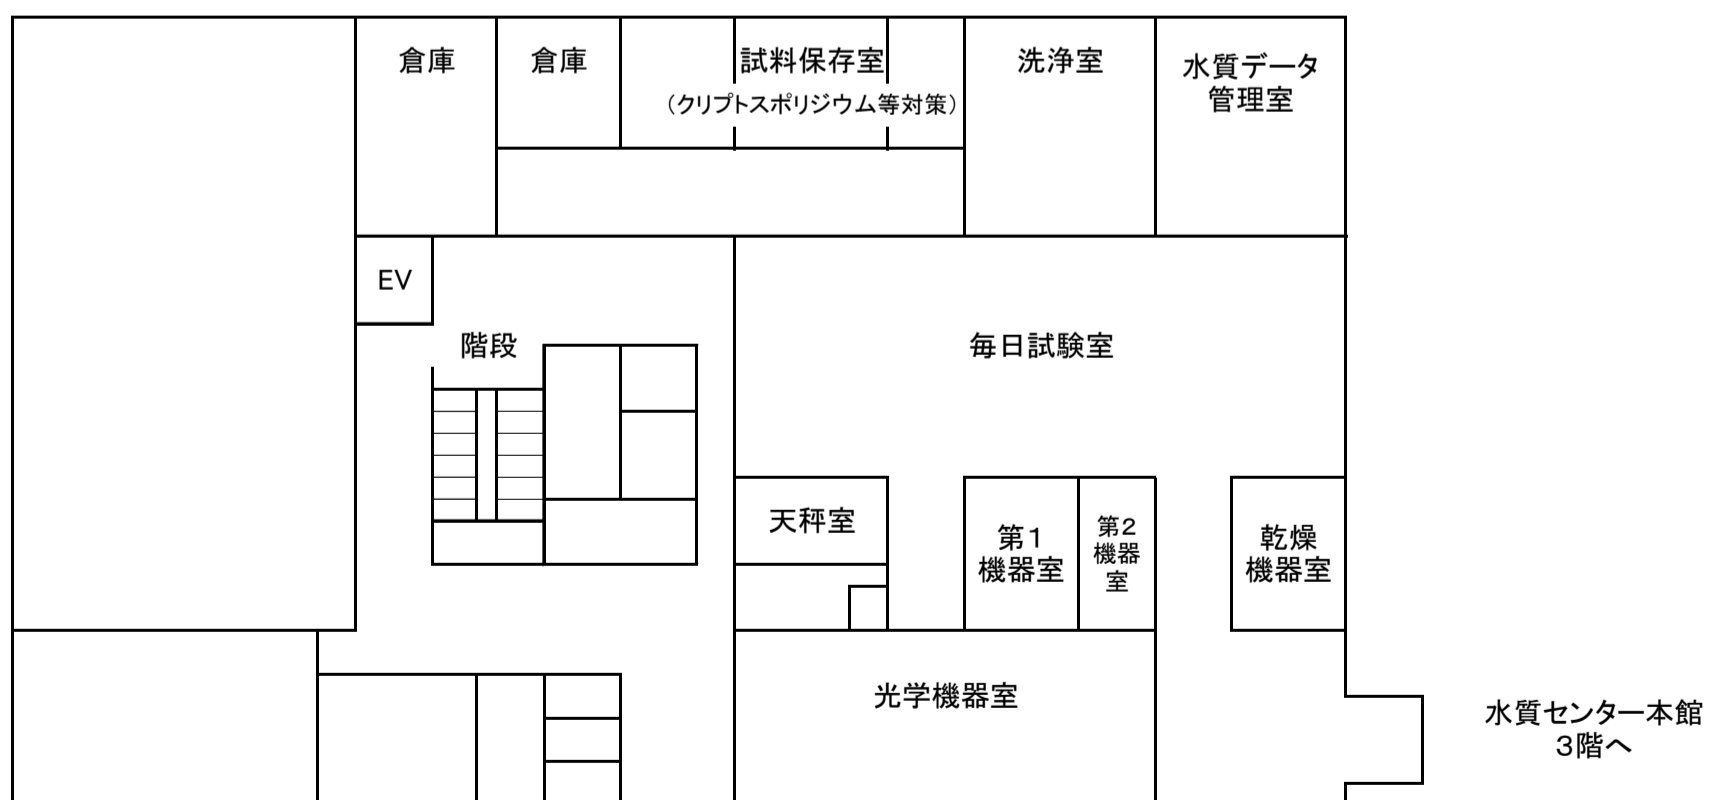 倉庫
倉庫
試料保存室
（クリプトスポリジウム等対策）
洗浄室
水質データ
管理室
EV
階段
毎日試験室
天秤室
第１
機器室
第２
機器
室
乾燥
機器室
光学機器室
水質センター本館
３階へ